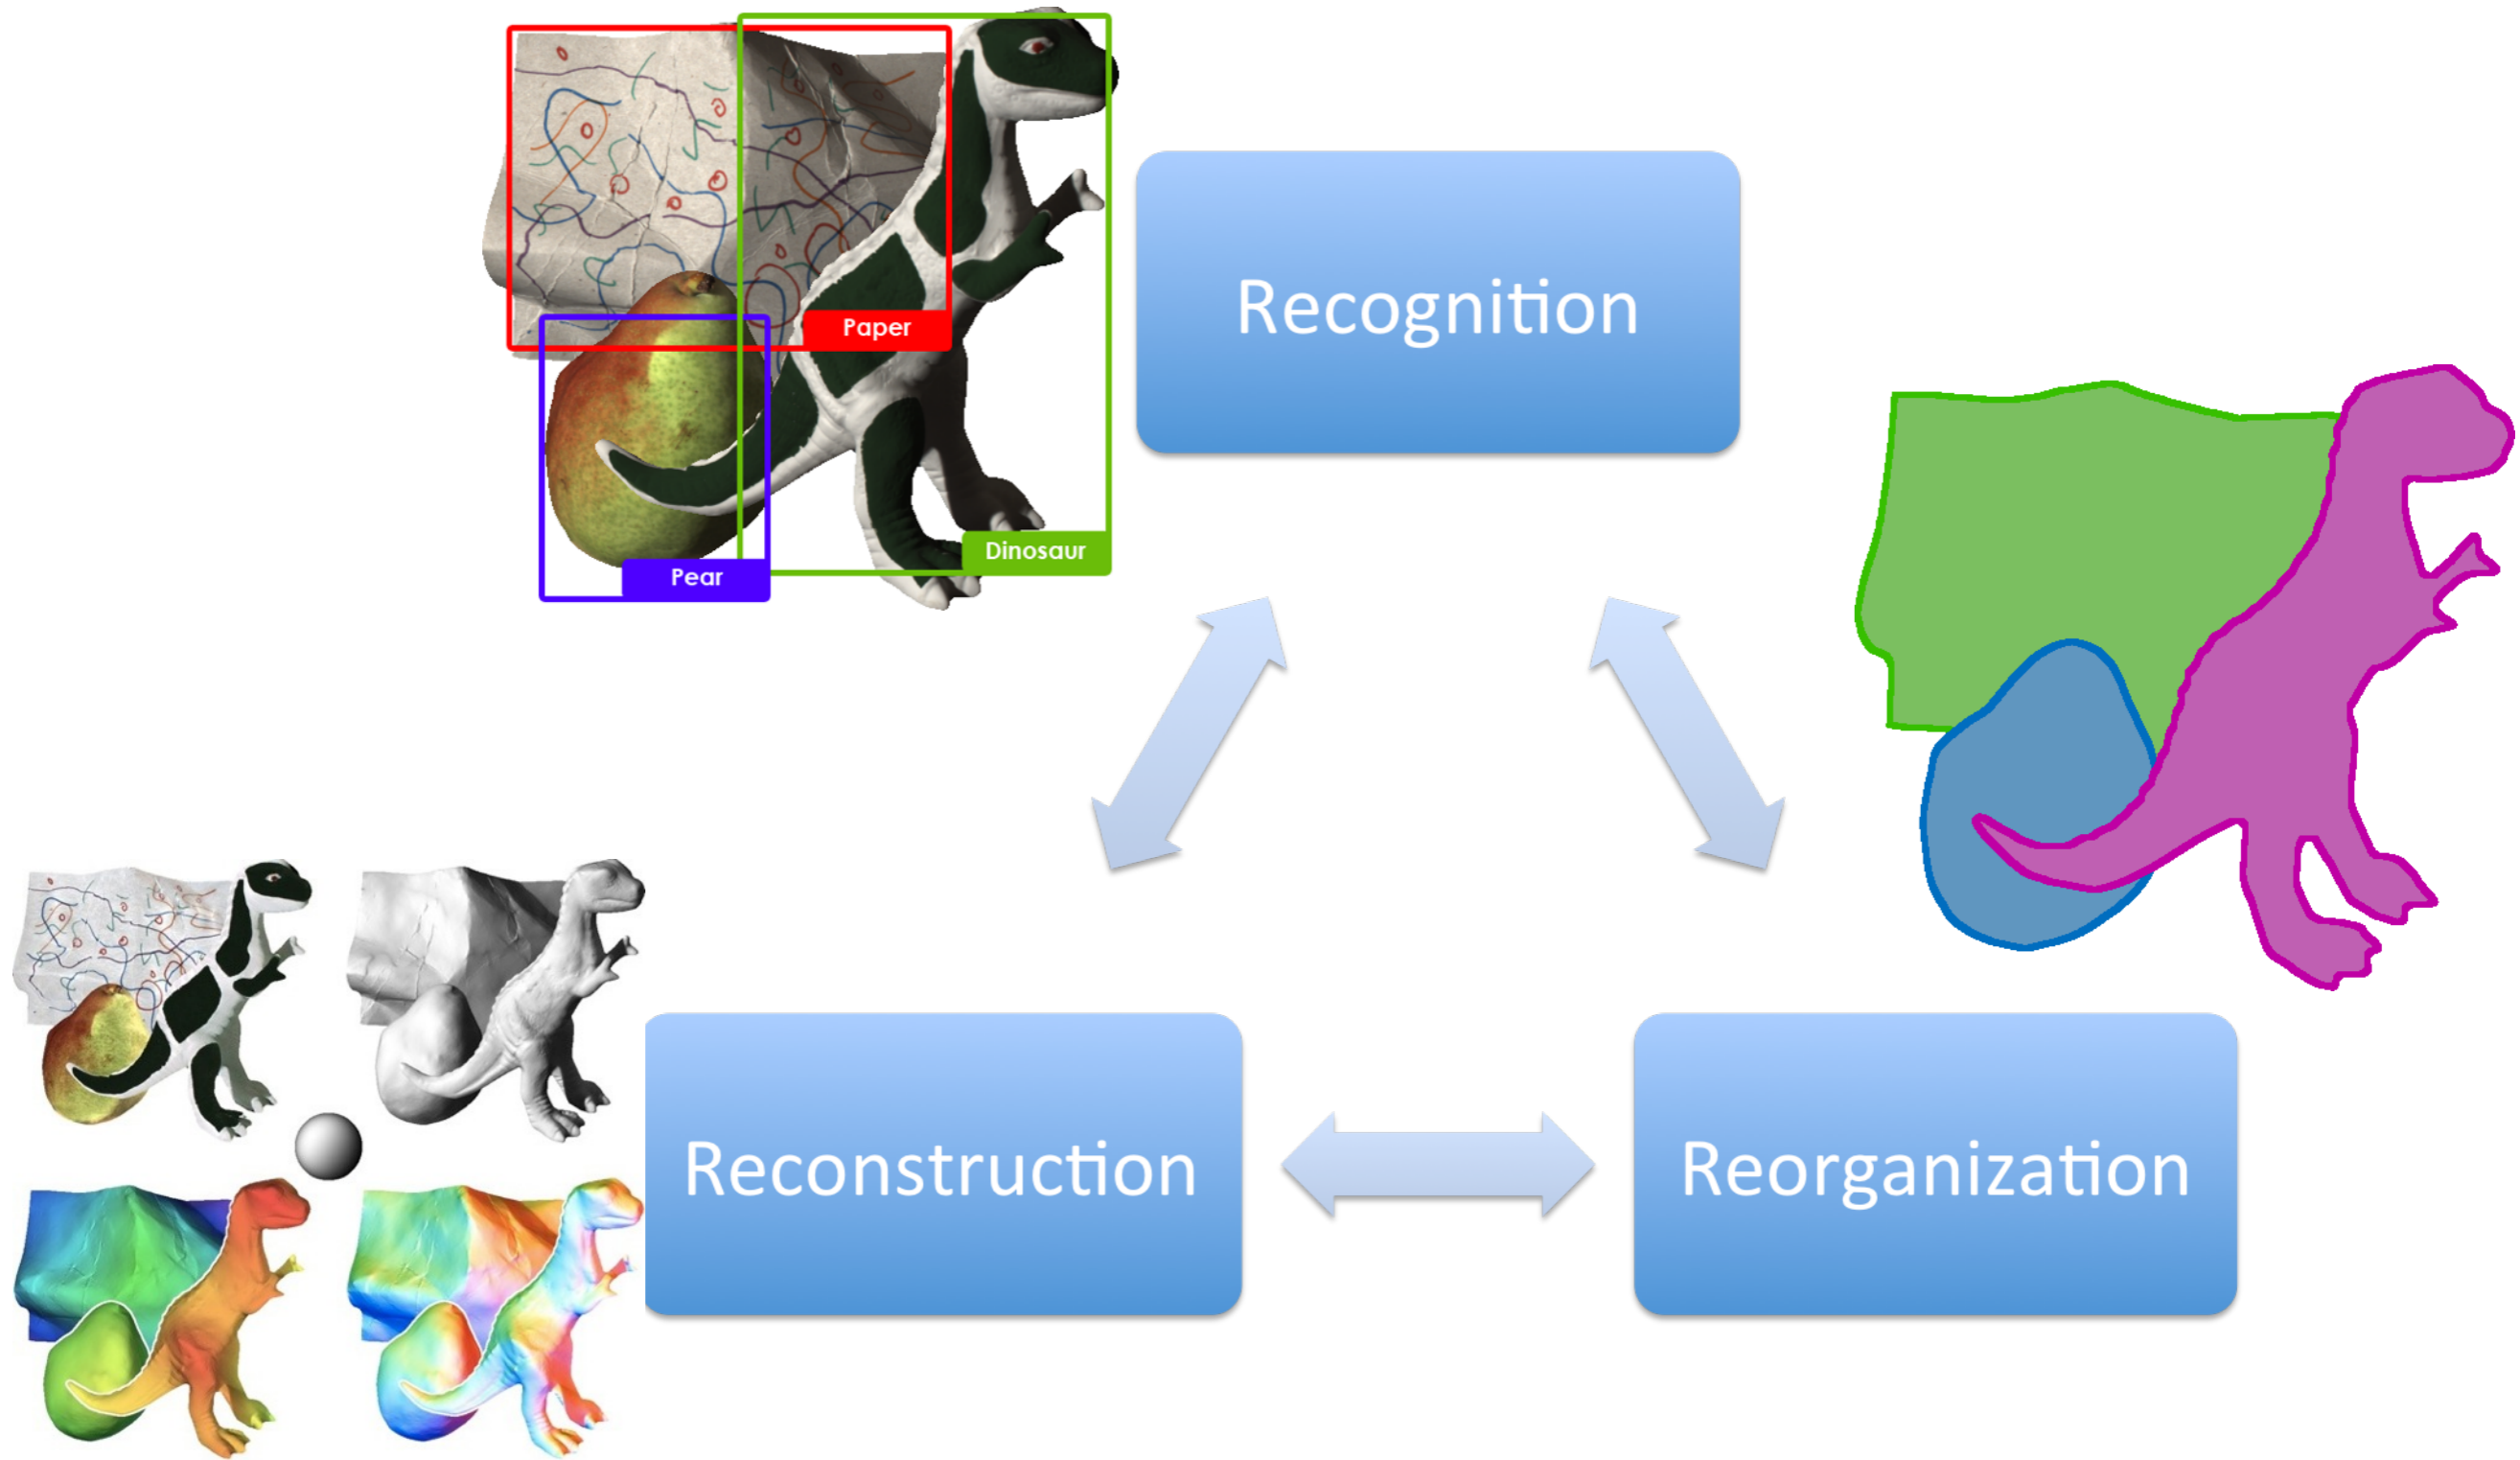 Paper
Recognition
Dinosaur
Pear
Reconstruction
Reorganization